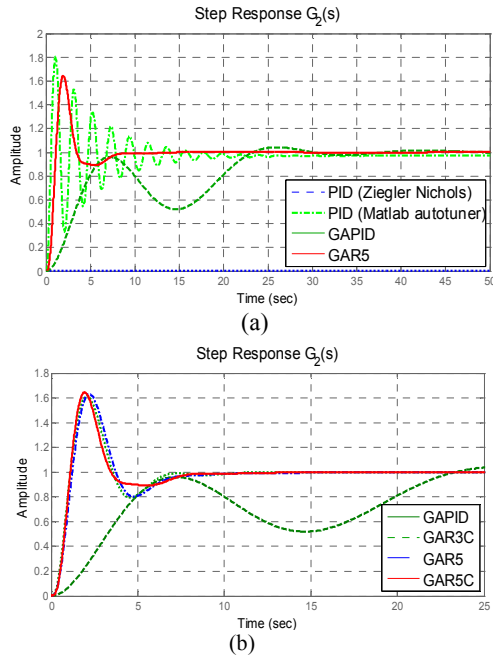 Step Response G2(s)
2
1.8
1.6
1.4
1.2
1
0.8
0.6
0.4
0.2
0
Amplitude
PID (Ziegler Nichols)
PID (Matlab autotuner)
GAPID
GAR5
0 5 10 15 20 25 30 35 40 45 50
Time (sec)
(a)
Step Response G2(s)
1.8
1.6
1.4
1.2
1
0.8
0.6
0.4
0.2
0
Amplitude
GAPID
GAR3C
GAR5
GAR5C
0 5 10 15 20 25
Time (sec)
(b)